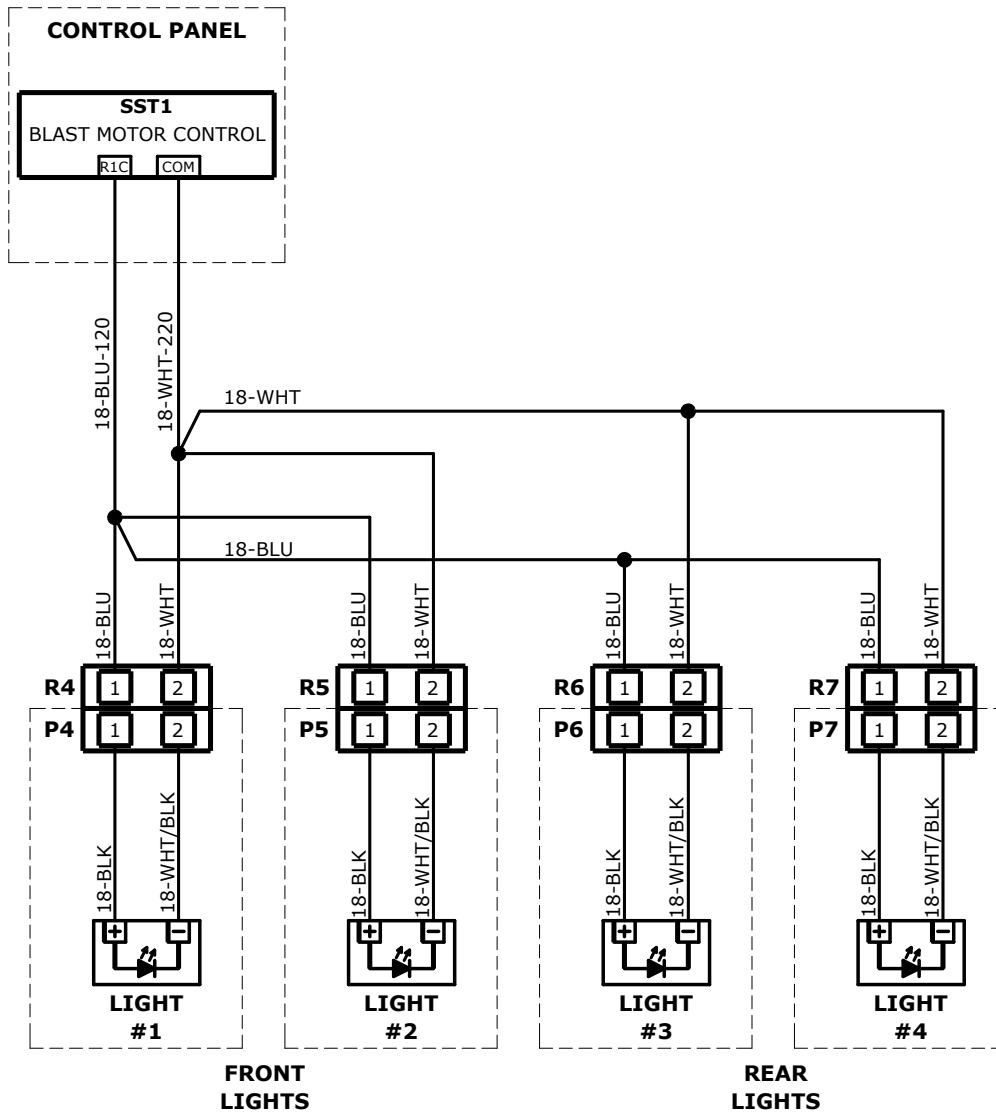 CONTROL PANEL
SST1
BLAST MOTOR CONTROL
R1C COM
18-BLU-120
18-WHT-220
18-WHT
18-BLU
18-BLU 18-WHT 18-BLU 18-WHT 18-BLU 18-WHT 18-BLU 18-WHT
R4 1 2 R5 1 2 R6 1 2 R7 1 2
P4 1 2 P5 1 2 P6 1 2 P7 1 2
18-BLK 18-WHT/BLK 18-BLK 18-WHT/BLK 18-BLK 18-WHT/BLK 18-BLK 18-WHT/BLK
+ − + − + − + −
LIGHT LIGHT LIGHT LIGHT
#1 #2 #3 #4
FRONT REAR
LIGHTS LIGHTS